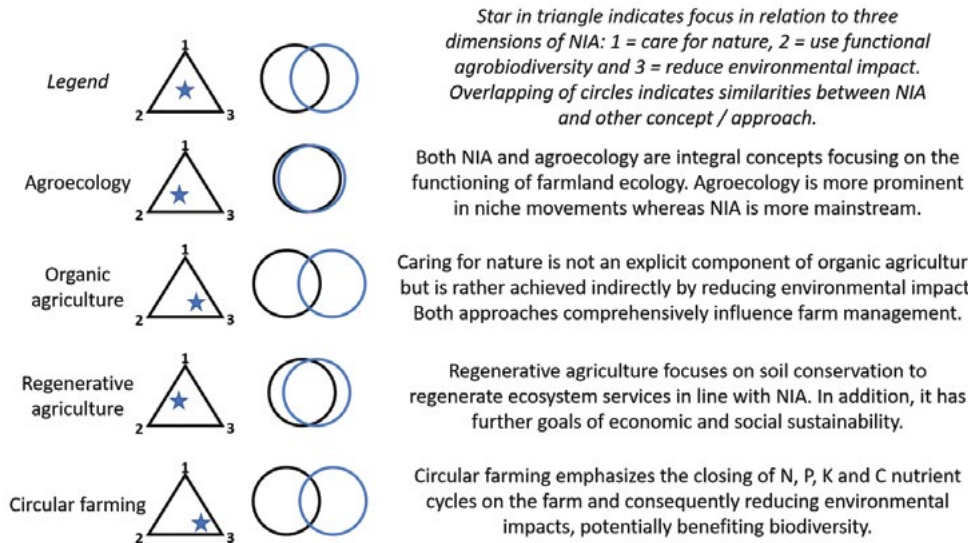 Legend
1
2
3
Star in triangle indicates focus in relation to three
dimensions of NIA: 1 = care for nature, 2 = use functional
agrobiodiversity and 3 = reduce environmental impact.
Overlapping of circles indicates similarities between NIA
and other concept / approach.
Agroecology
1
2
3
Both NIA and agroecology are integral concepts focusing on the
functioning of farmland ecology. Agroecology is more prominent
in niche movements whereas NIA is more mainstream.
Organic
agriculture
1
2
3
Caring for nature is not an explicit component of organic agricultur
but is rather achieved indirectly by reducing environmental impact
Both approaches comprehensively influence farm management.
Regenerative
agriculture
1
2
3
Regenerative agriculture focuses on soil conservation to
regenerate ecosystem services in line with NIA. In addition, it has
further goals of economic and social sustainability.
Circular farming
1
2
3
Circular farming emphasizes the closing of N, P, K and C nutrient
cycles on the farm and consequently reducing environmental
impacts, potentially benefiting biodiversity.